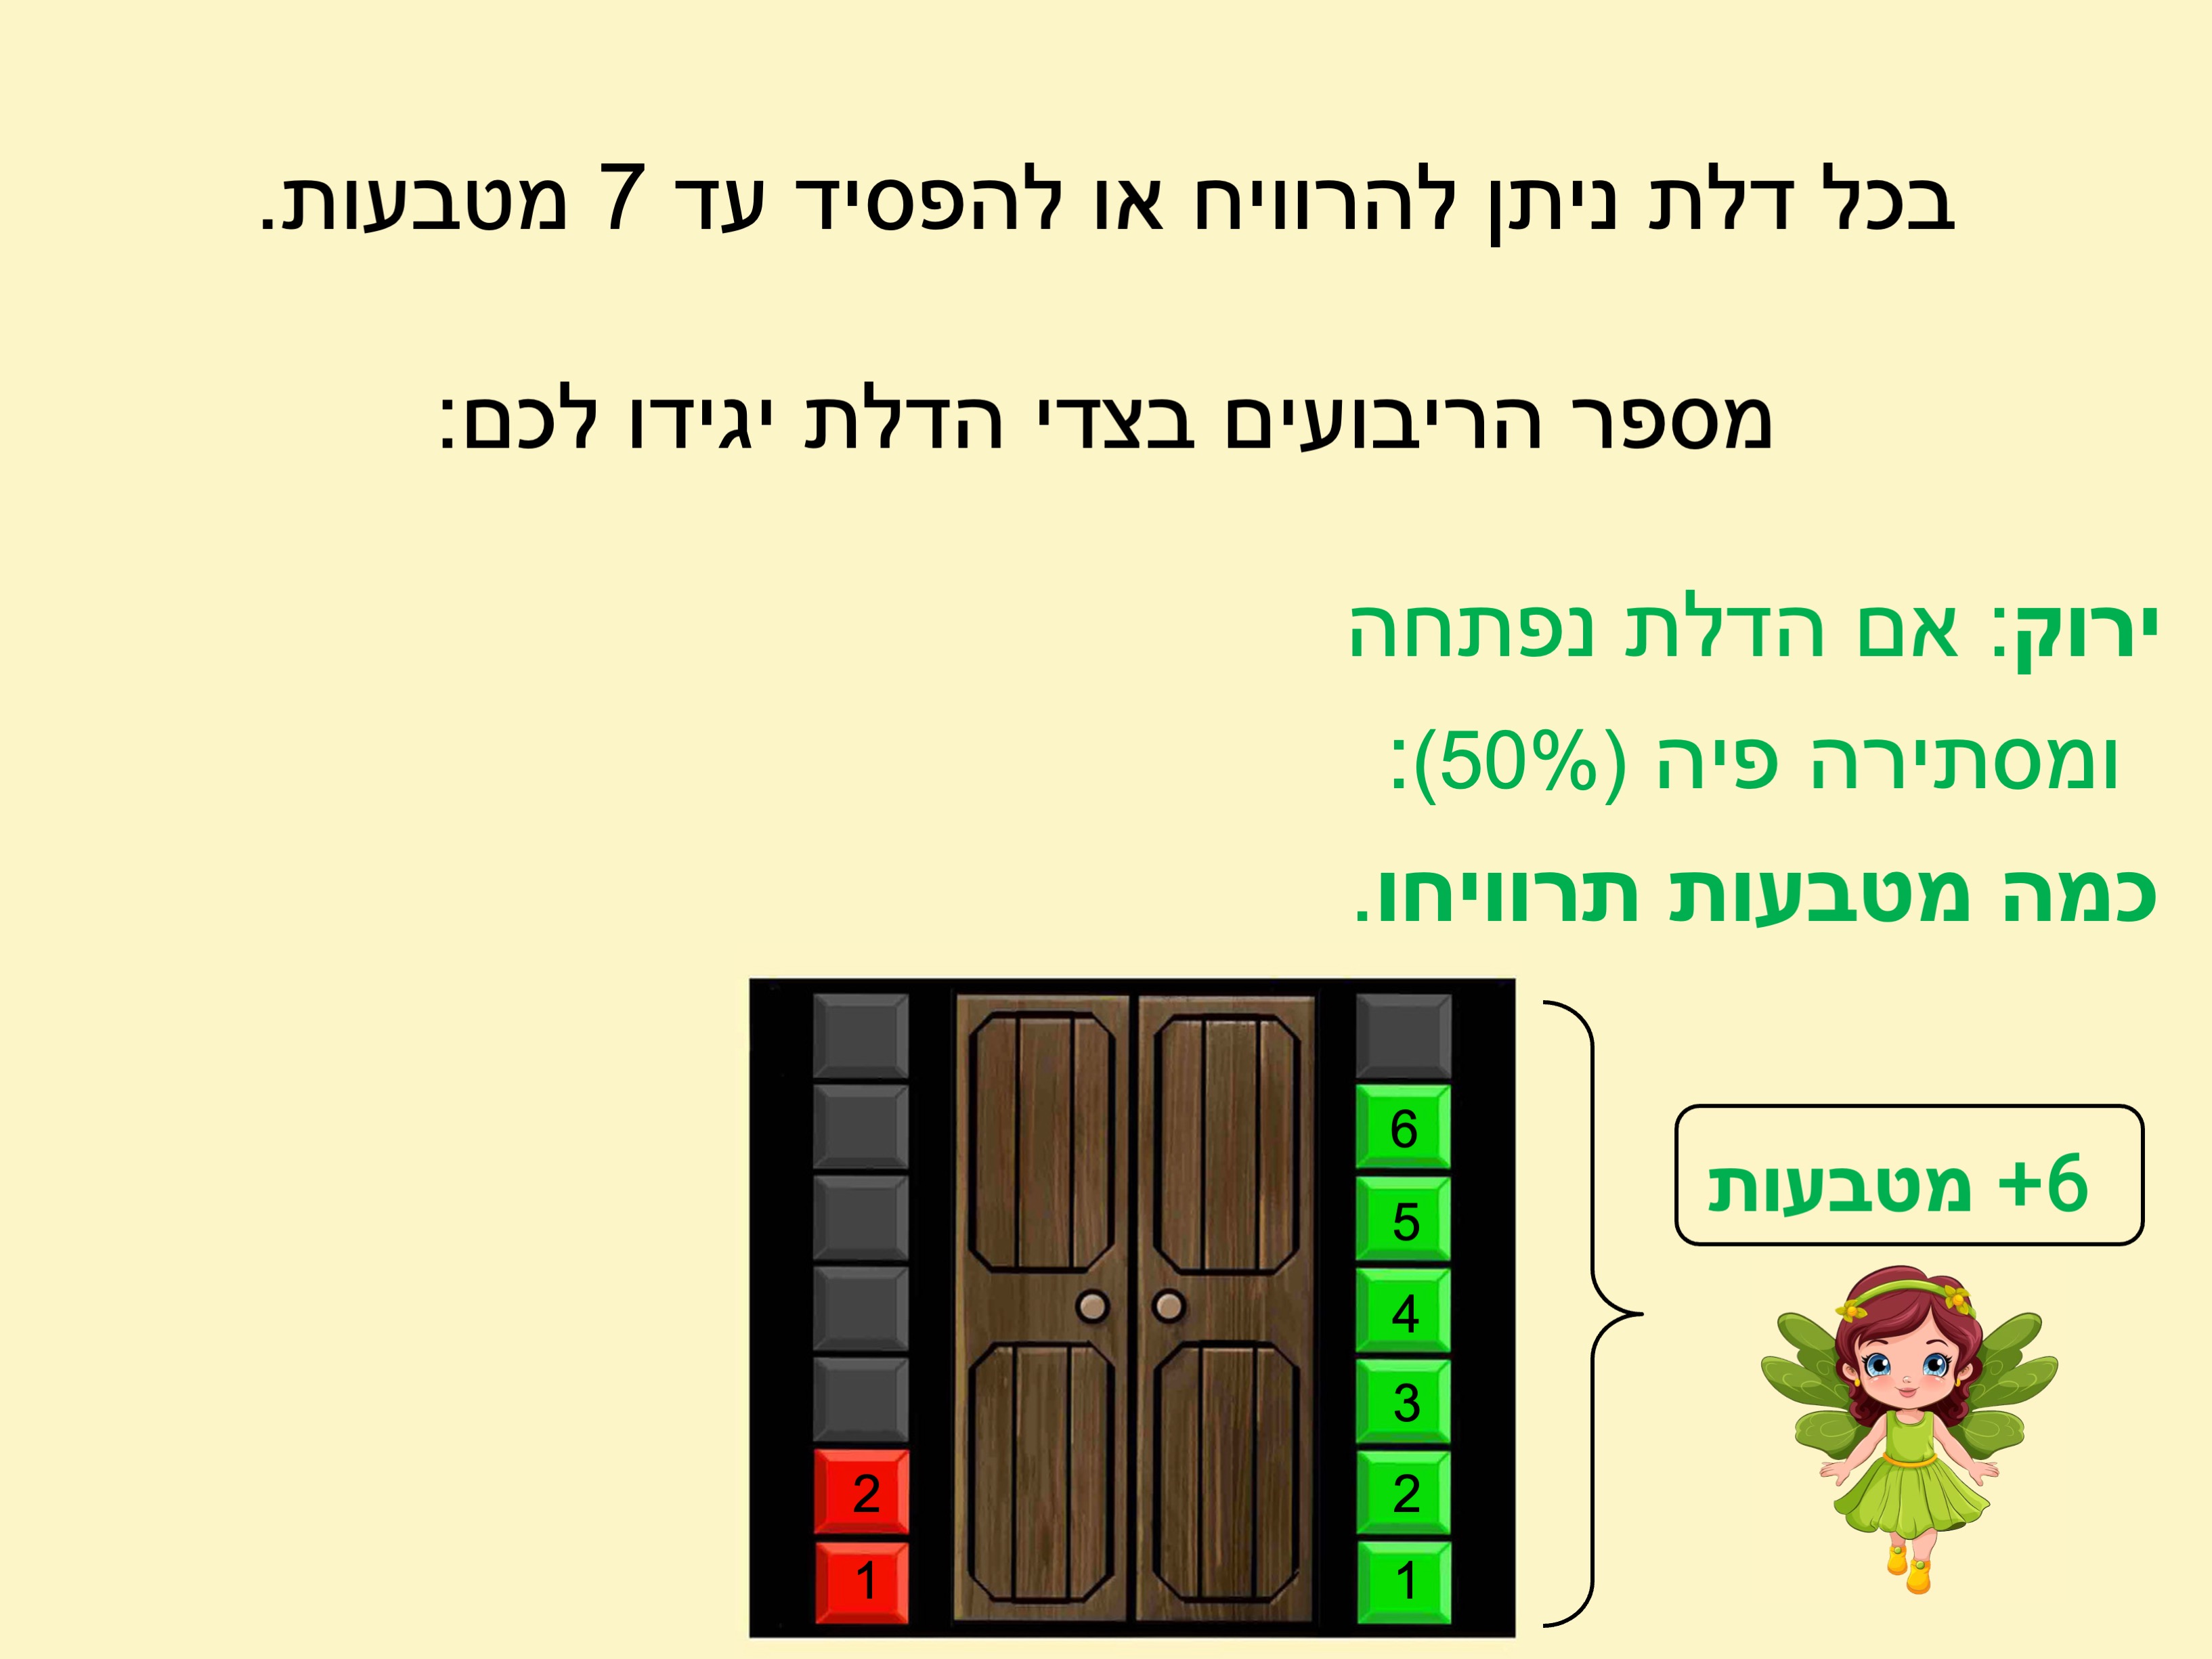 בכל דלת ניתן להרוויח או להפסיד עד 7 מטבעות.
מספר הריבועים בצדי הדלת יגידו לכם:
ירוק: אם הדלת נפתחה
ומסתירה פיה (50%):
כמה מטבעות תרוויחו.
6
5
4
3
2
1
2
1
6+ מטבעות